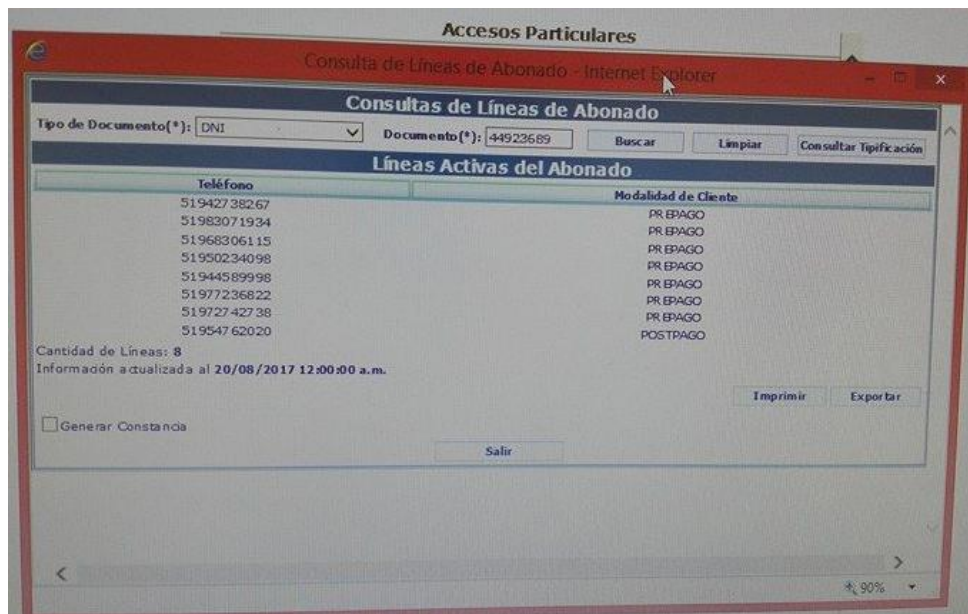 Accesos Particulares
Consulta de Líneas de Abonado - Internet Explorer
Consultas de Líneas de Abonado
Tipo de Documento(*): DNI Documento(*): 44923689 Buscar Limpiar Consultar Tipificación
Líneas Activas del Abonado
Teléfono Modalidad de Cliente
51942738267 PREPAGO
51983071934 PREPAGO
51968306115 PREPAGO
51950234098 PREPAGO
51944589998 PREPAGO
51977236822 PREPAGO
51972742738 PREPAGO
51954762020 POSTPAGO
Cantidad de Líneas: 8
Información actualizada al 20/08/2017 12:00:00 a.m.
Imprimir Exportar
Generar Constancia
Salir
90%